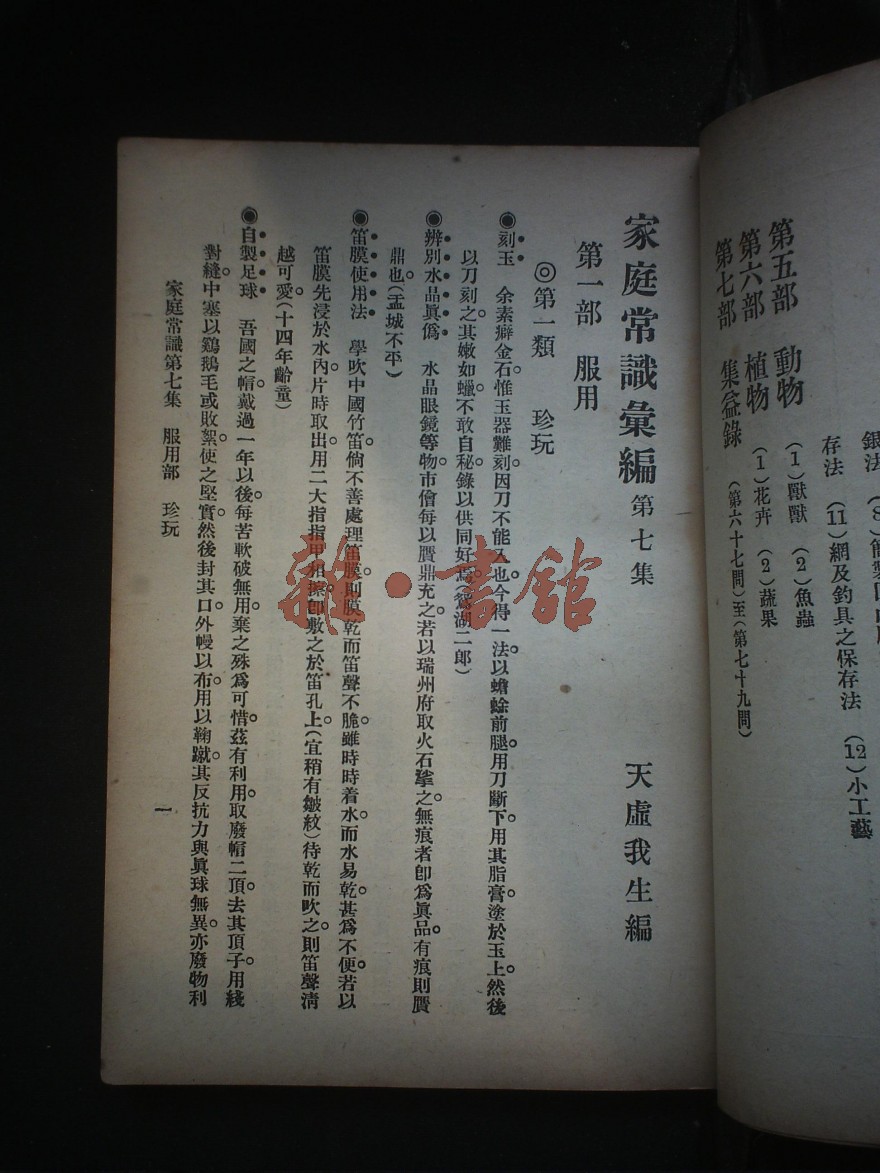 銀法
存法　（11）網及釣具之保存法　（12）小工藝
第五部　動物　（1）獸獸　（2）魚蟲
第六部　植物　（1）花卉　（2）蔬果
第七部　集益錄　（第六十七問）至（第七十九問）
家庭常識彙編　第七集　天虛我生編
第一部　服用
◎第一類　珍玩
◉刻玉　余素癖金石。惟玉器難刻。因刀不能入也。今得一法。以蟾蜍前腿。用刀斷下。用其脂膏塗於玉上。然後
以刀刻之。其嫩如蠟。不敢自秘。錄以供同好焉（鴛湖二郎）
◉辨別水晶眞僞　水晶眼鏡等物。市儈每以贋鼎充之。若以瑞州府取火石擊之。無痕者卽爲眞品。有痕則贋
鼎也。（孟城不平）
◉笛膜使用法　學吹中國竹笛。倘不善處理笛膜。則膜乾而笛聲不脆。雖時時着水。而水易乾。甚爲不便。若以
笛膜先浸於水內。片時取出。用二大指指甲相擦。卽敷之於笛孔上。（宜稍有皺紋）待乾而吹之。則笛聲淸
越可愛。（十四年齡童）
◉自製足球　吾國之帽。戴過一年以後。每苦軟破無用。棄之殊爲可惜。茲有利用。取廢帽二頂。去其頂子。用綫
對縫。中塞以鷄鵝毛或敗絮。使之堅實。然後封其口。外幔以布。用以鞠蹴。其反抗力與眞球無異。亦廢物利
家庭常識第七集　服用部　珍玩
一
雜·書館